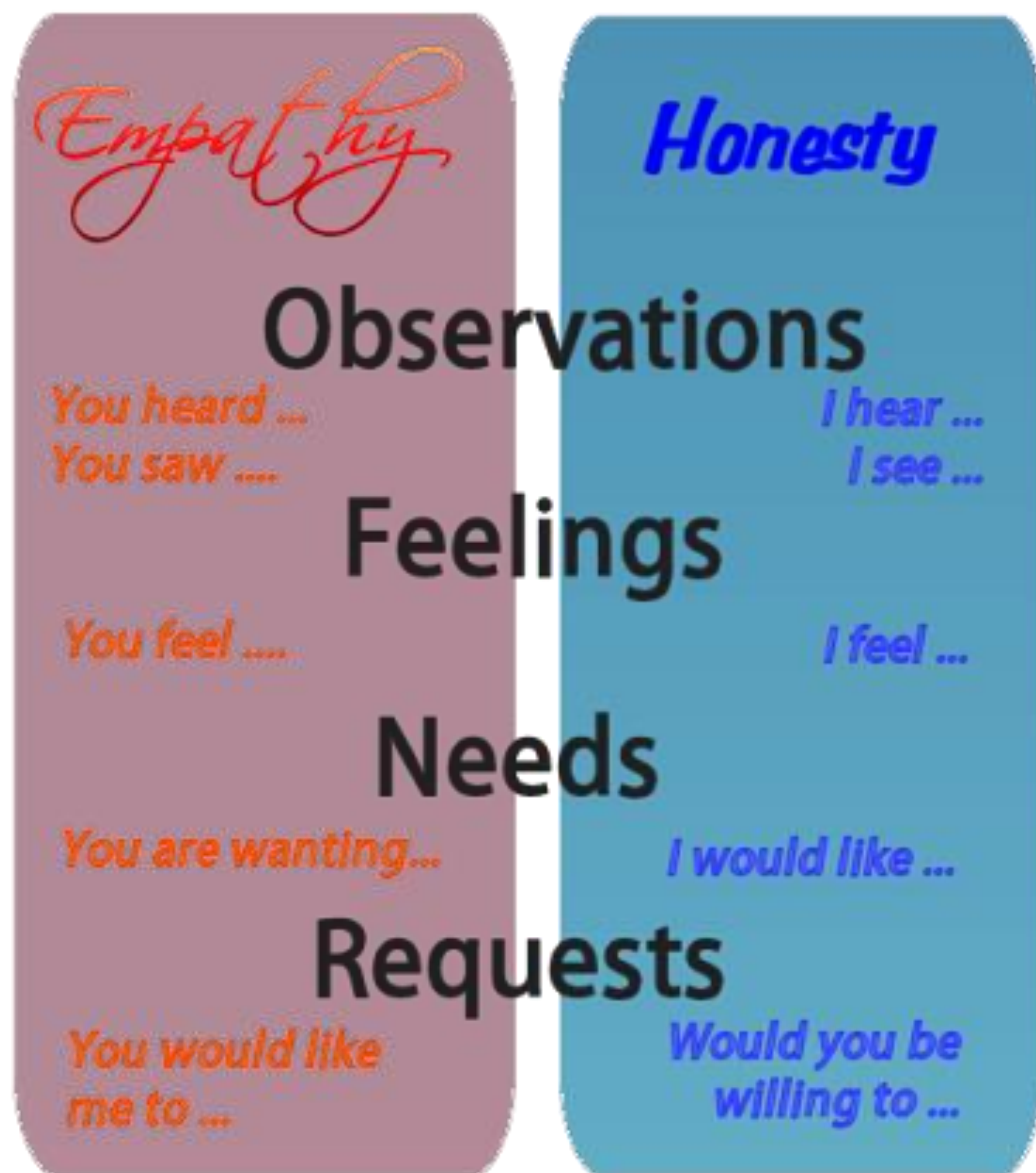 Empathy
Honesty
Observations
You heard ...
I hear ...
You saw ....
I see ...
Feelings
You feel ....
I feel ...
Needs
You are wanting...
I would like ...
Requests
You would like
me to ...
Would you be
willing to ...